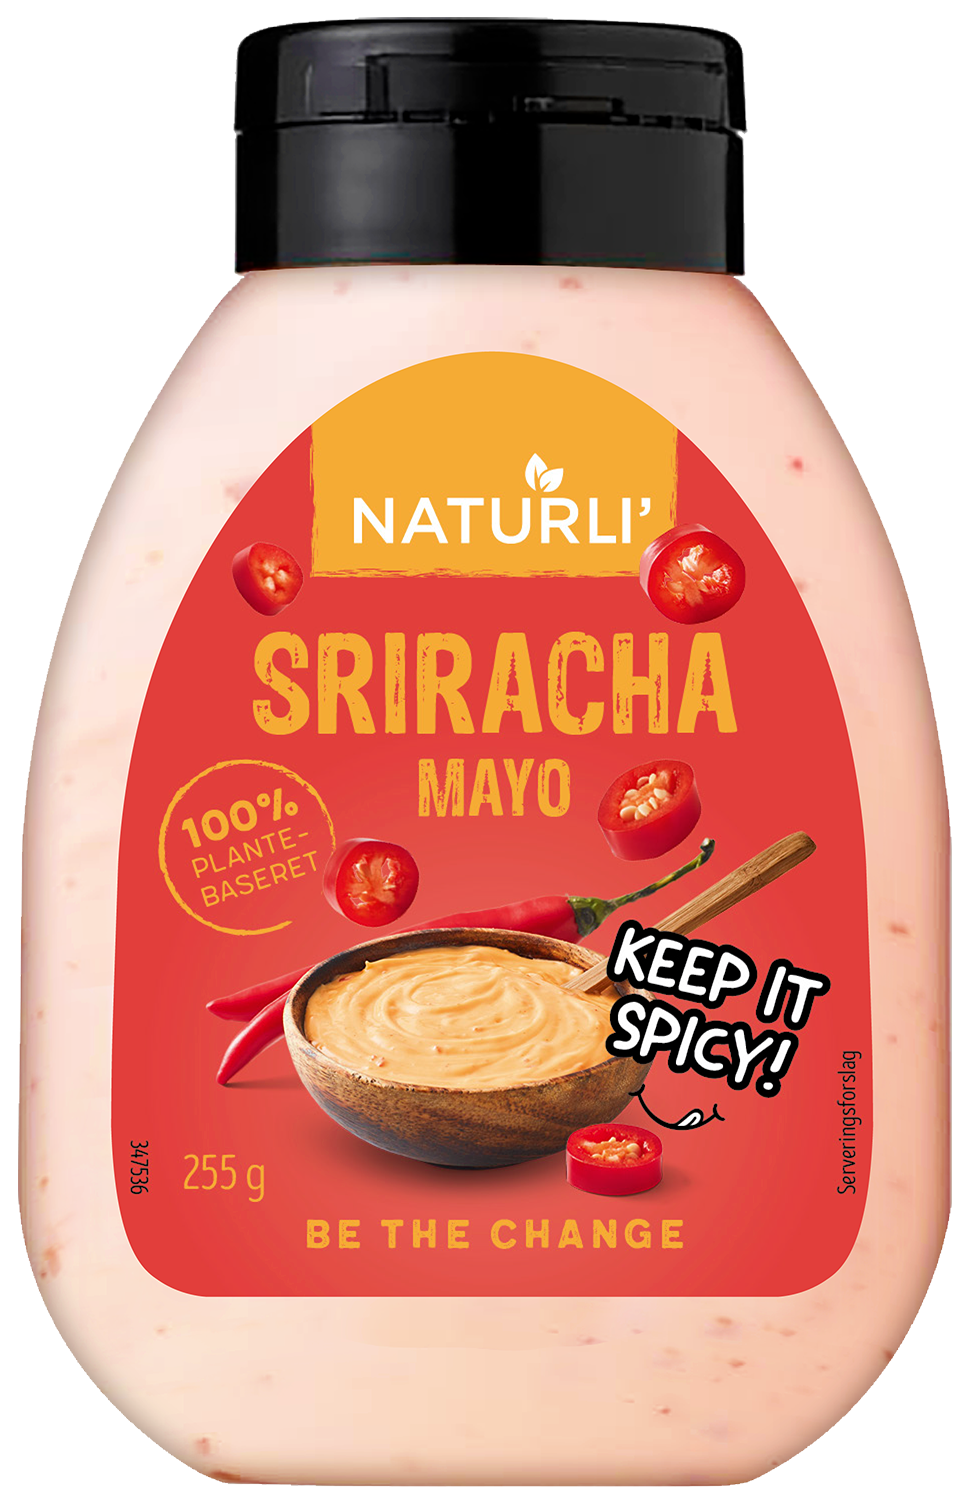 NATURLI’
SRIRACHA
MAYO
100%
PLANTE-
BASERET
KEEP IT
SPICY!
Serveringsforslag
347536
255 g
BE THE CHANGE